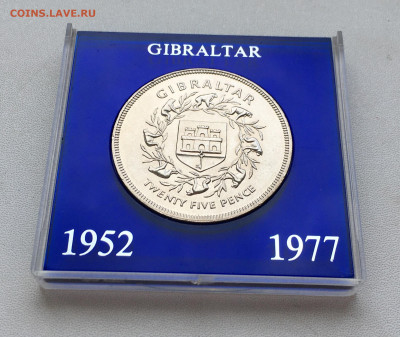 COINS.LAVE.RU
GIBRALTAR
GIBRALTAR
TWENTY FIVE PENCE
1952 1977